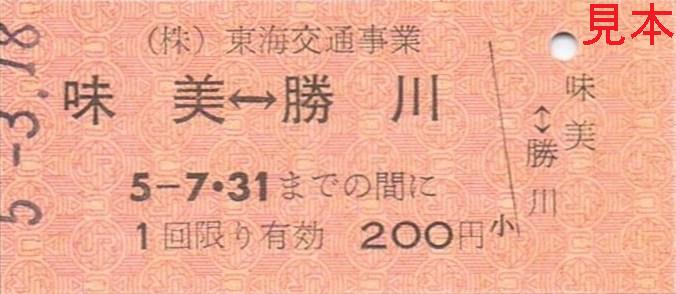 見本
5.-3.18
(株)東海交通事業
味美↔勝川
5-7・31までの間に
1回限り有効 200円
小
味美
↕
勝川